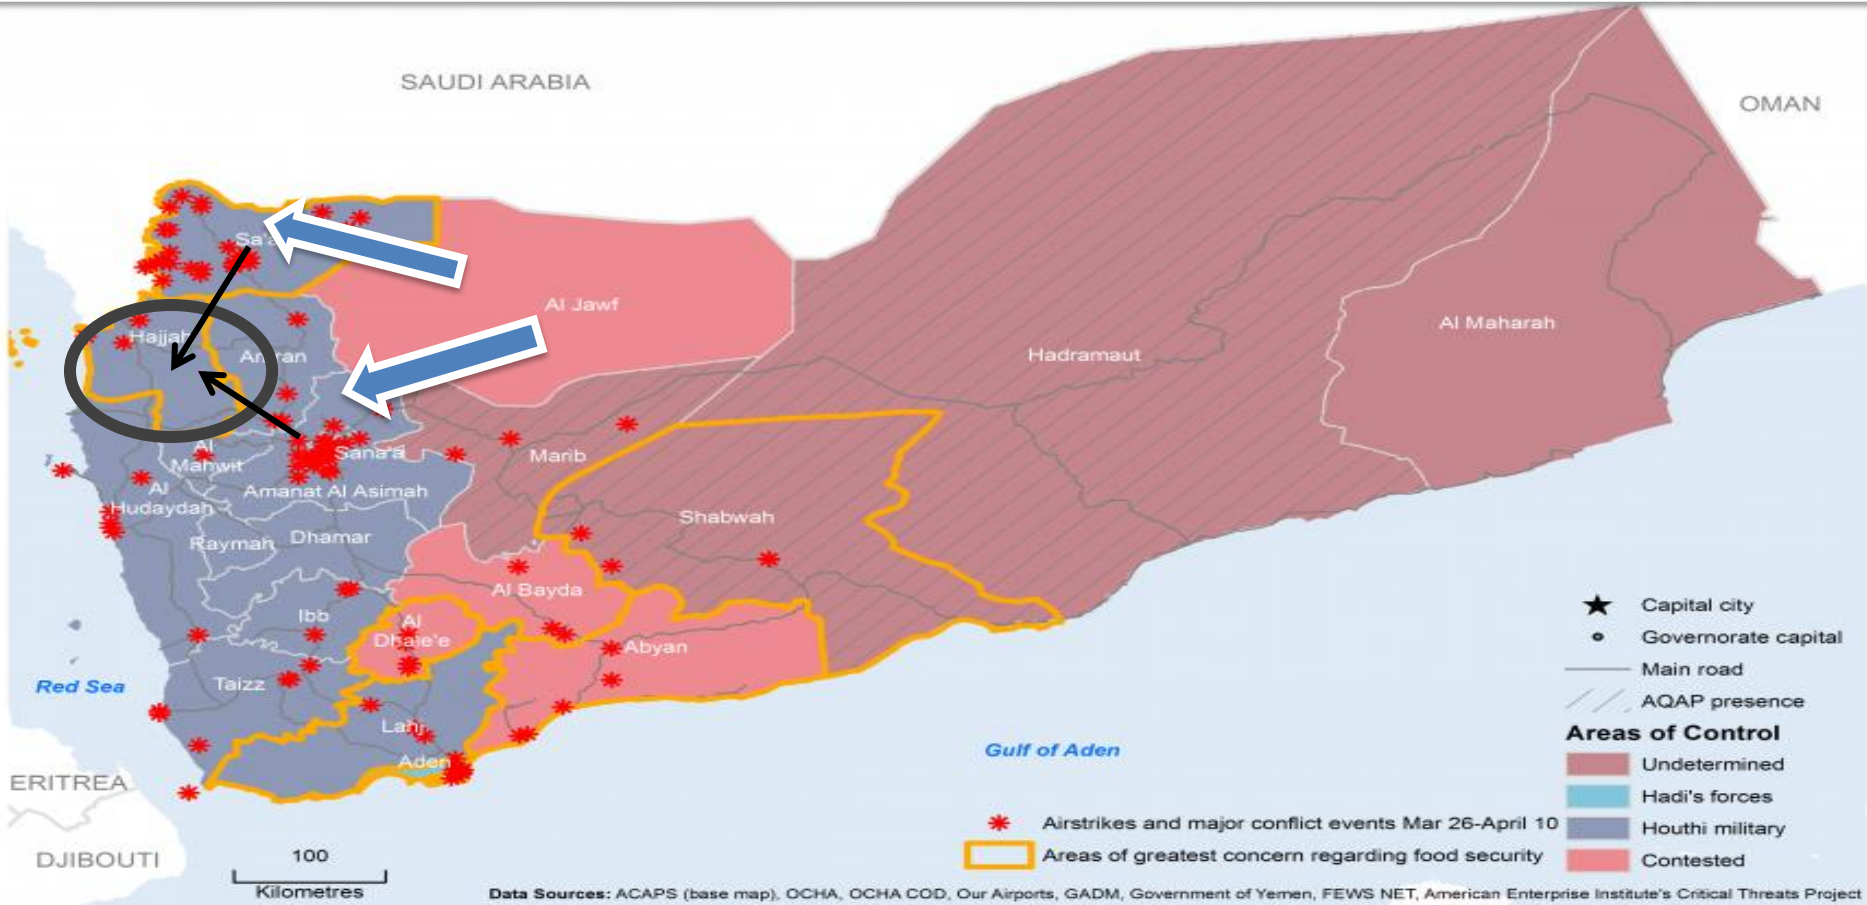 SAUDI ARABIA
OMAN
Hajjah
Amran
Al Jawf
Al Maharah
Hadramaut
Al
Mahwit
Sana'a
Marib
Al
Hudaydah
Amanat Al Asimah
Shabwah
Raymah
Dhamar
Al Bayda
Ibb
Al
Dhale'e
Abyan
Taizz
Red Sea
Lahj
Aden
Gulf of Aden
ERITREA
DJIBOUTI
100
Kilometres
Capital city
Governorate capital
Main road
AQAP presence
Areas of Control
Undetermined
Hadi's forces
Houthi military
Contested
Airstrikes and major conflict events Mar 26-April 10
Areas of greatest concern regarding food security
Data Sources: ACAPS (base map), OCHA, OCHA COD, Our Airports, GADM, Government of Yemen, FEWS NET, American Enterprise Institute's Critical Threats Project